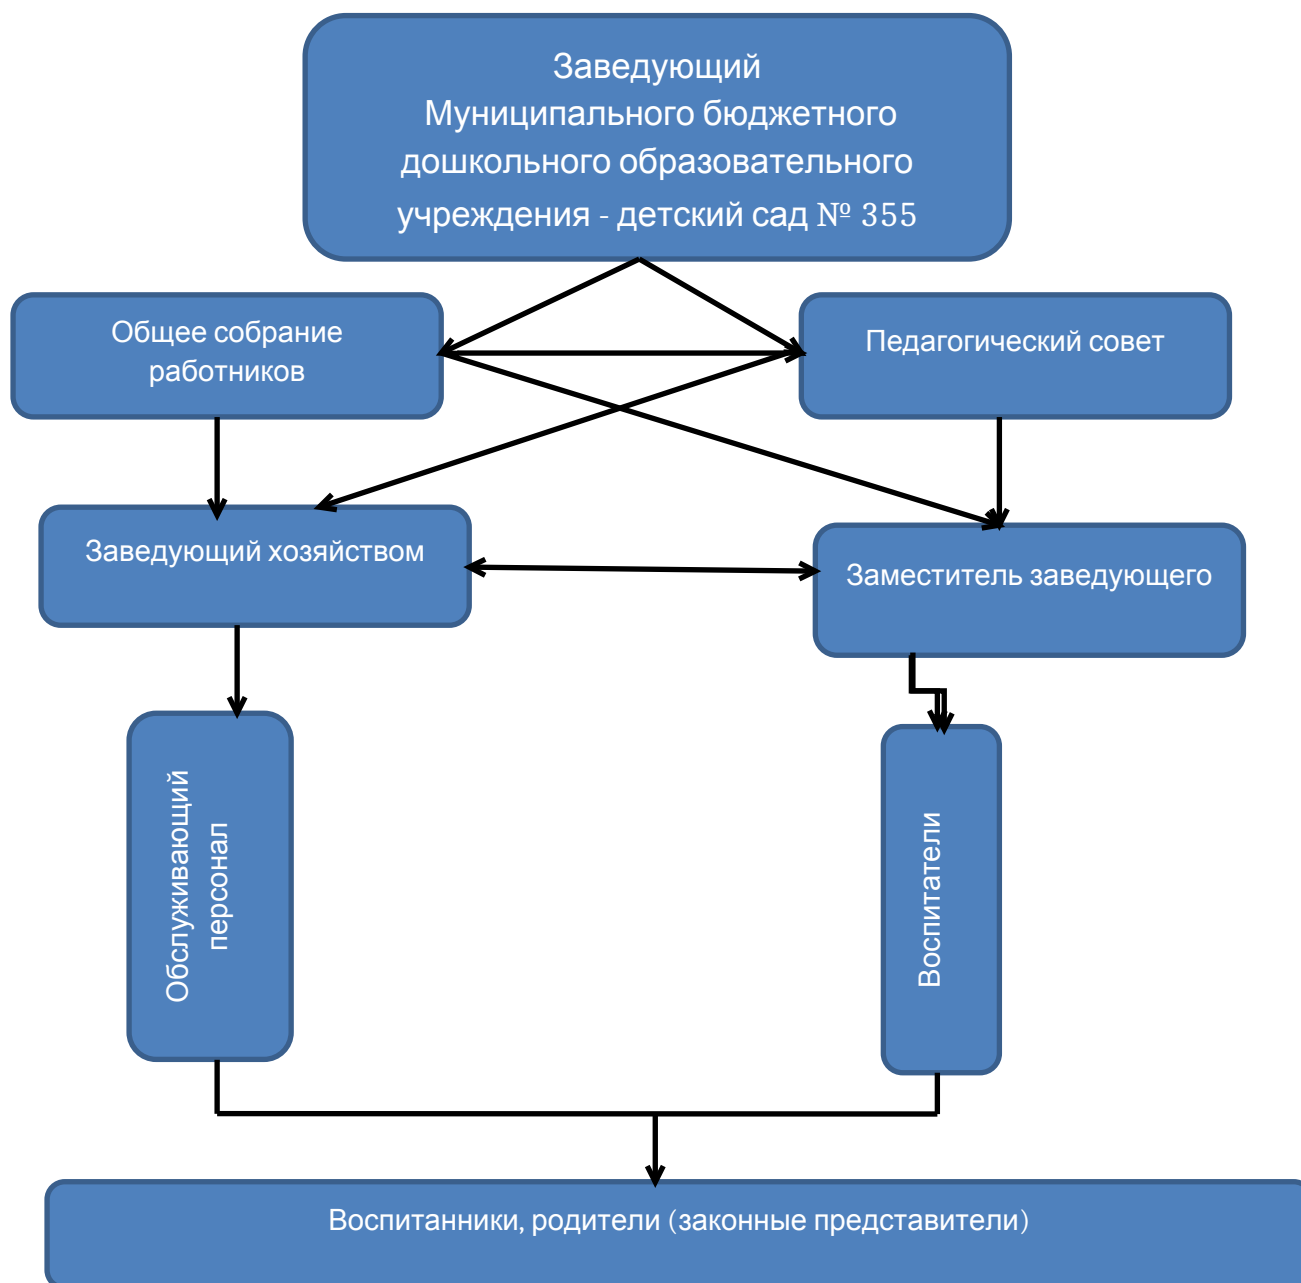 Заведующий
Муниципального бюджетного
дошкольного образовательного
учреждения - детский сад № 355
Общее собрание
работников
Педагогический совет
Заведующий хозяйством
Заместитель заведующего
Обслуживающий
персонал
Воспитатели
Воспитанники, родители (законные представители)